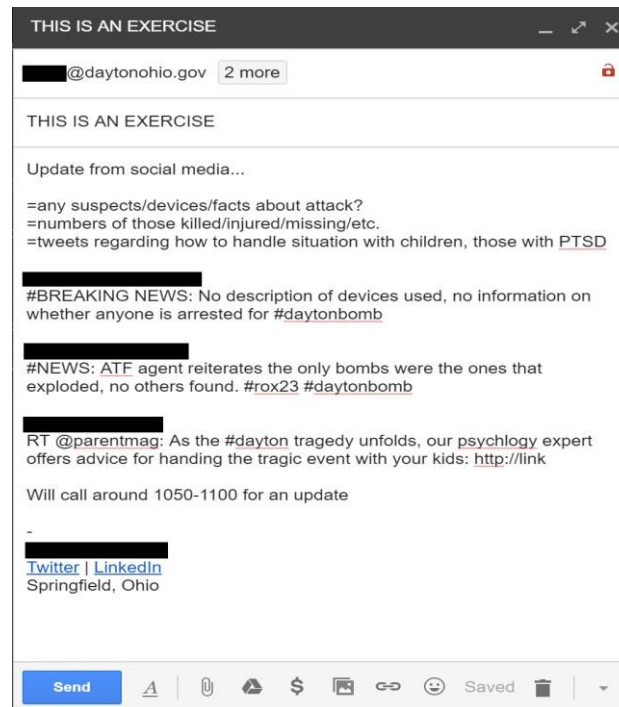 THIS IS AN EXERCISE
@daytonohio.gov 2 more
THIS IS AN EXERCISE
Update from social media...
=any suspects/devices/facts about attack?
=numbers of those killed/injured/missing/etc.
=tweets regarding how to handle situation with children, those with PTSD
#BREAKING NEWS: No description of devices used, no information on
whether anyone is arrested for #daytonbomb
#NEWS: ATF agent reiterates the only bombs were the ones that
exploded, no others found. #rox23 #daytonbomb
RT @parentmag: As the #dayton tragedy unfolds, our psychlogy expert
offers advice for handing the tragic event with your kids: http://link
Will call around 1050-1100 for an update
-
Twitter | LinkedIn
Springfield, Ohio
Send A $ Saved